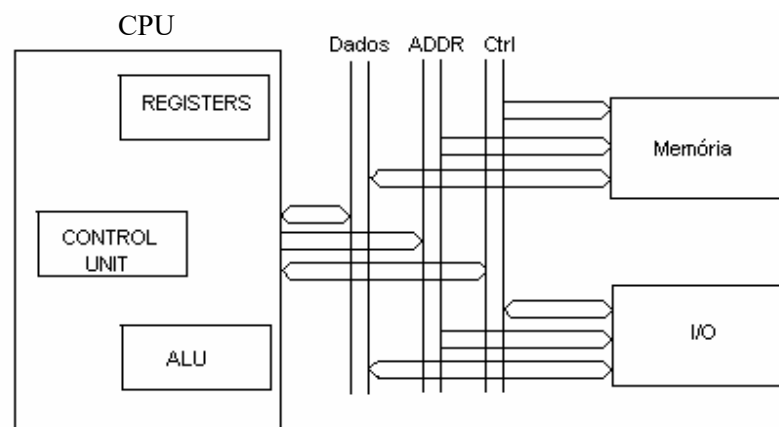 CPU
Dados ADDR Ctrl
REGISTERS
Memória
CONTROL
UNIT
I/O
ALU